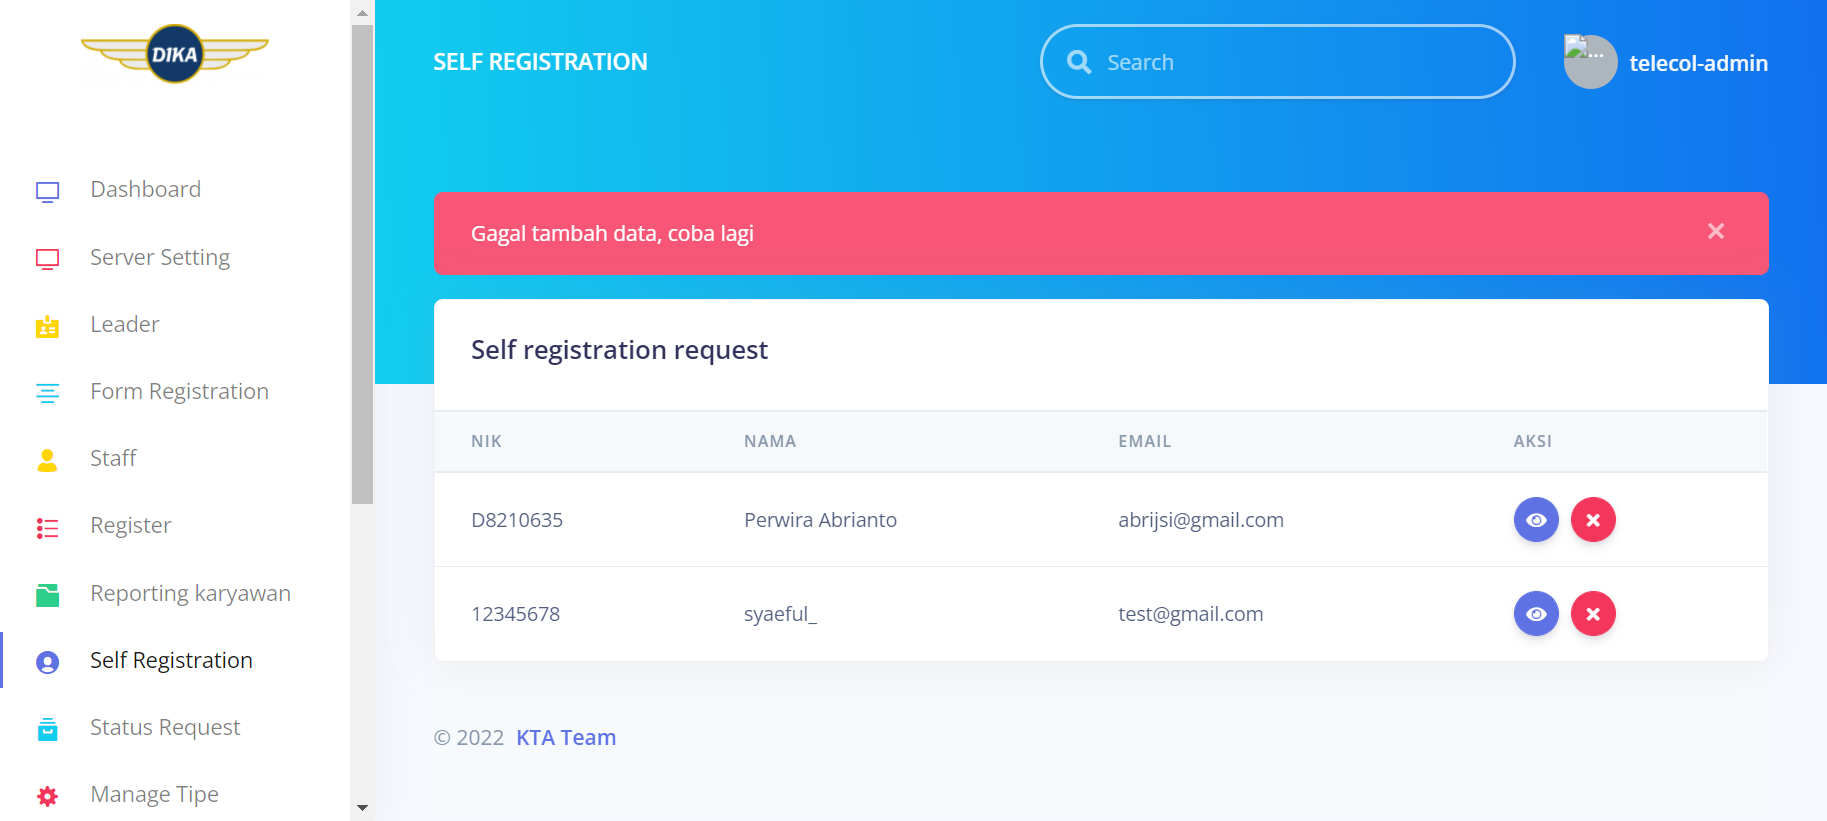 DIKA
Dashboard
Server Setting
Leader
Form Registration
Staff
Register
Reporting karyawan
Self Registration
Status Request
Manage Tipe
SELF REGISTRATION
Search
...
telecol-admin
Gagal tambah data, coba lagi
Self registration request
NIK NAMA EMAIL AKSI
D8210635 Perwira Abrianto abrijsi@gmail.com
12345678 syaeful_ test@gmail.com
© 2022 KTA Team